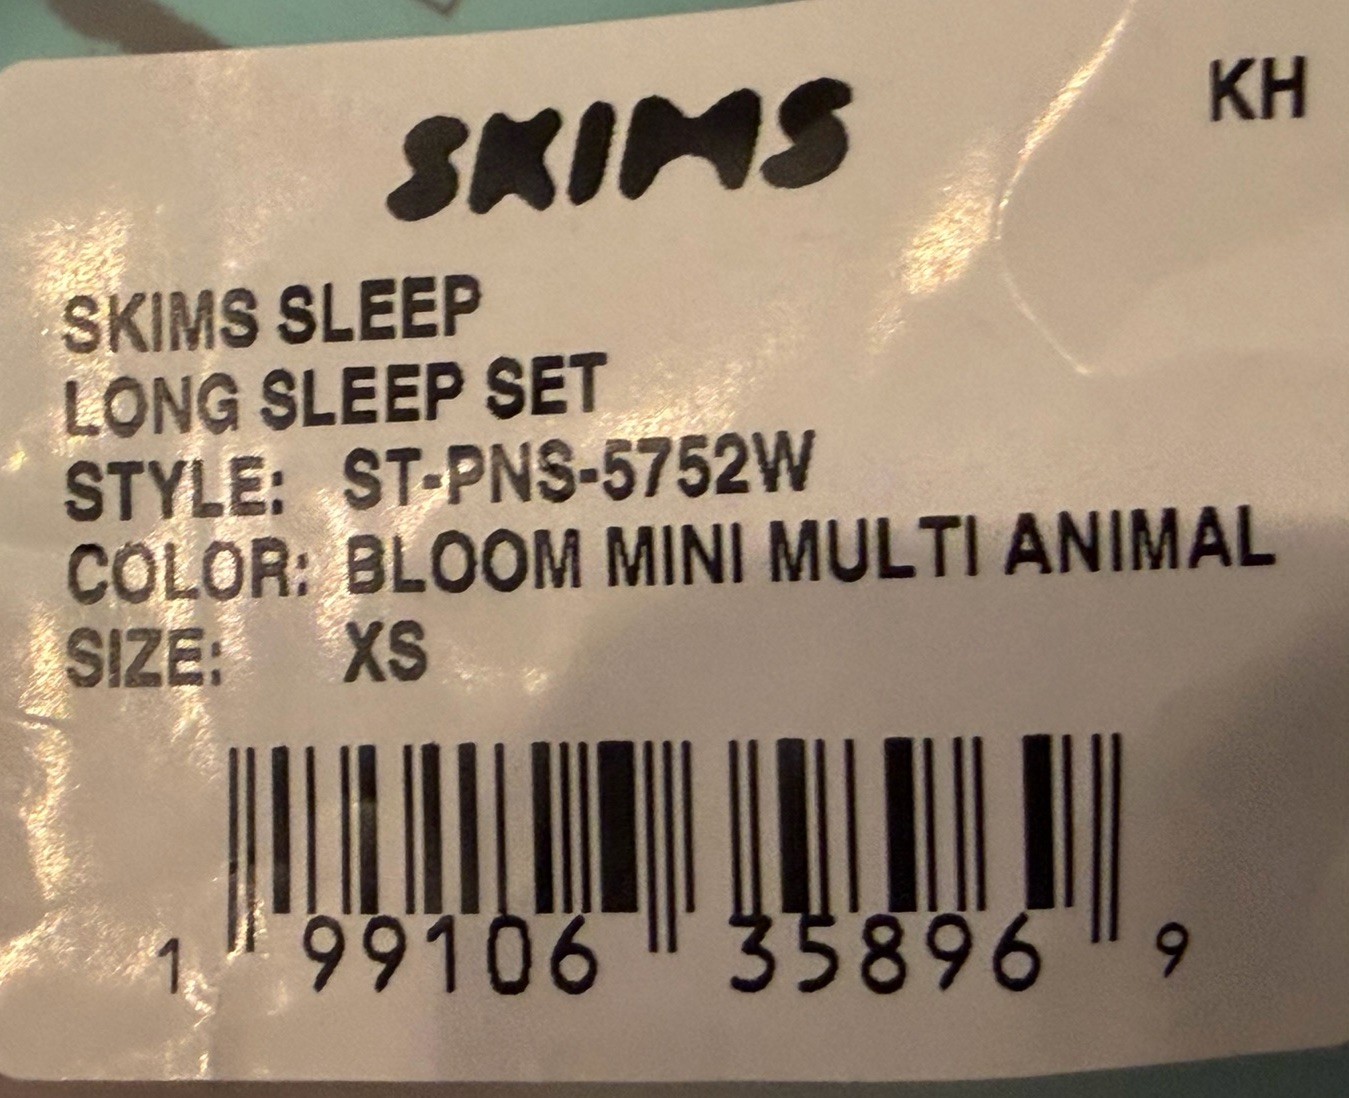 SKIMS
KH
SKIMS SLEEP
LONG SLEEP SET
STYLE: ST-PNS-5752W
COLOR: BLOOM MINI MULTI ANIMAL
SIZE: XS
1 99106 35896 9